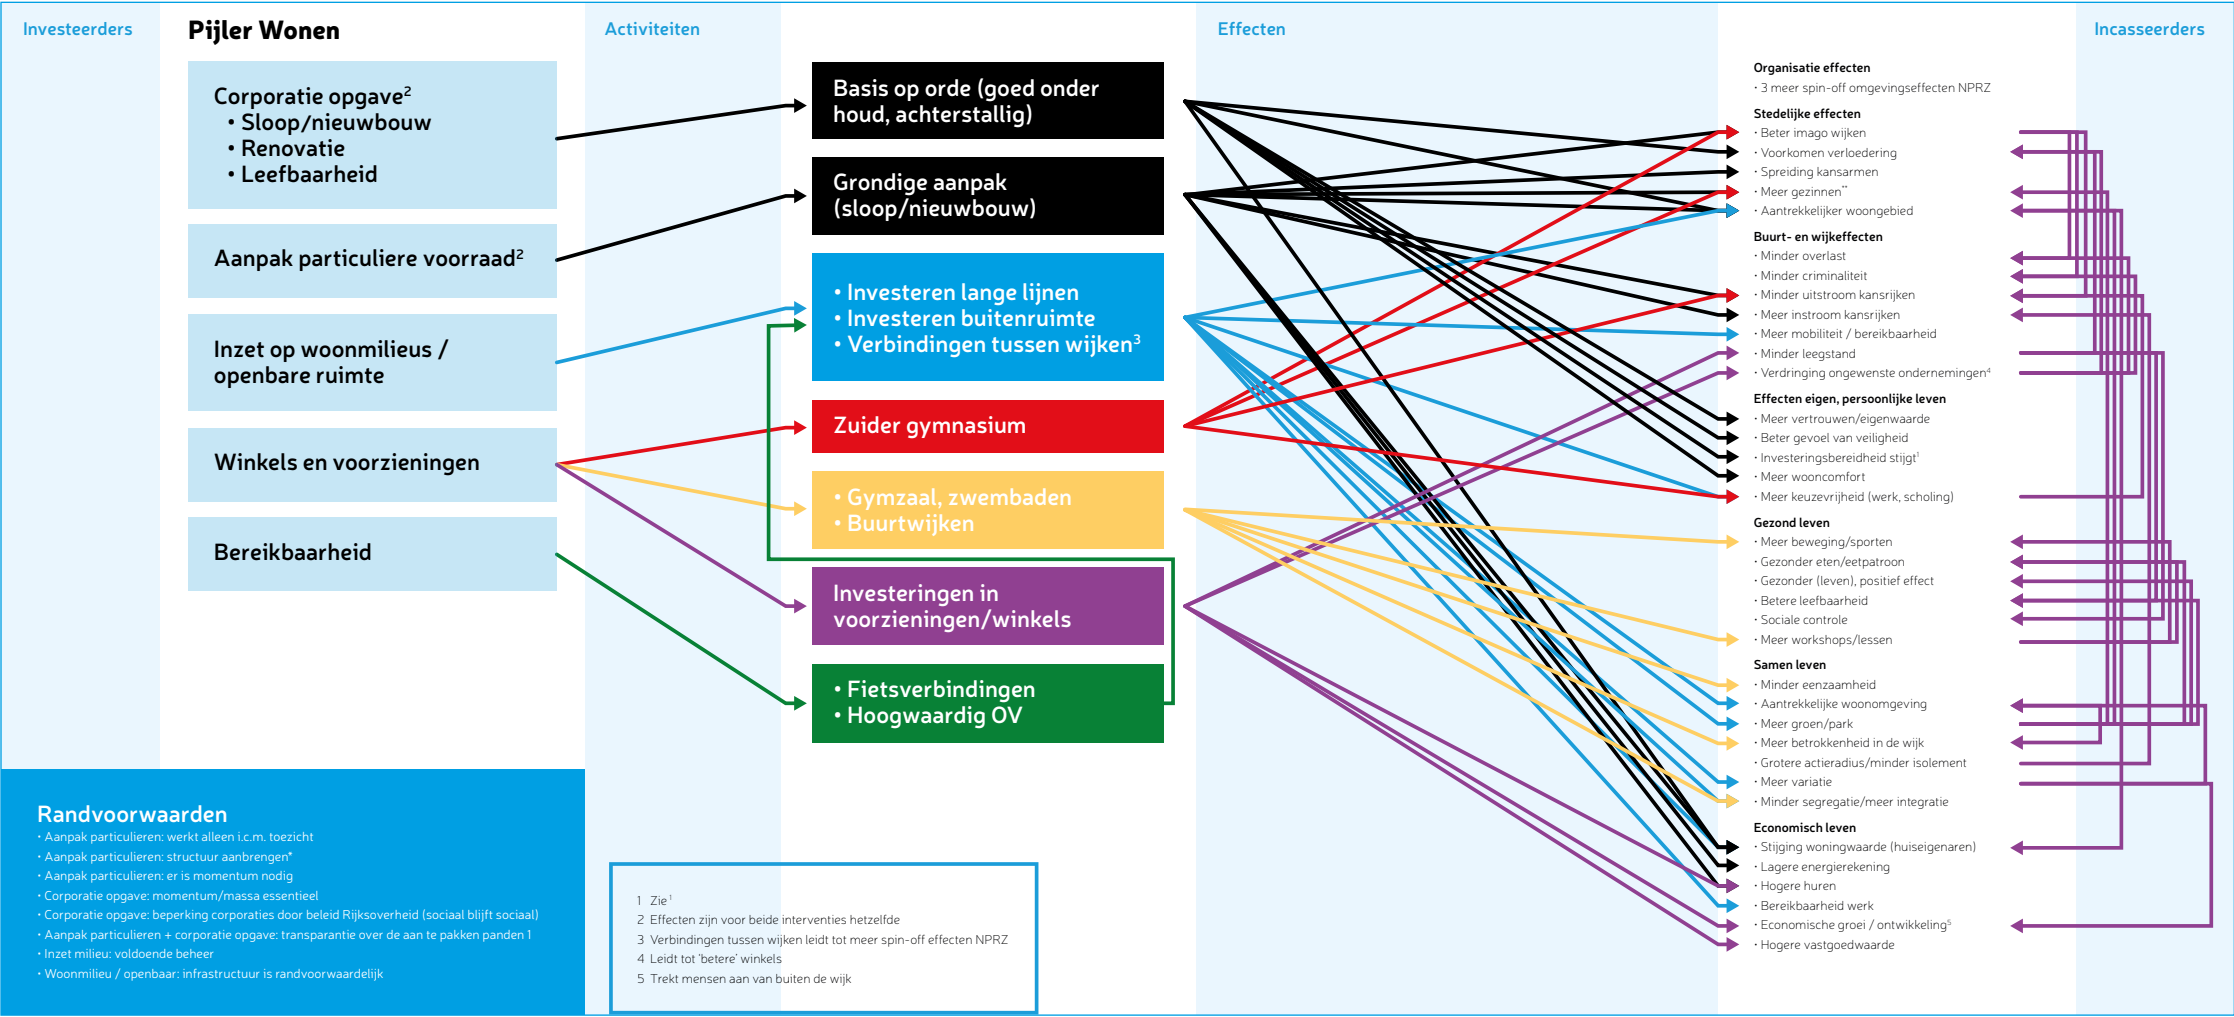 Investeerders
Pijler Wonen
Activiteiten
Effecten
Incasseerders
Corporatie opgave²
• Sloop/nieuwbouw
• Renovatie
• Leefbaarheid
Aanpak particuliere voorraad²
Inzet op woonmilieus /
openbare ruimte
Winkels en voorzieningen
Bereikbaarheid
Basis op orde (goed onder
houd, achterstallig)
Grondige aanpak
(sloop/nieuwbouw)
• Investeren lange lijnen
• Investeren buitenruimte
• Verbindingen tussen wijken³
Zuider gymnasium
• Gymzaal, zwembaden
• Buurtwijken
Investeringen in
voorzieningen/winkels
• Fietsverbindingen
• Hoogwaardig OV
Organisatie effecten
• 3 meer spin-off omgevingseffecten NPRZ
Stedelijke effecten
• Beter imago wijken
• Voorkomen verloedering
• Spreiding kansarmen
• Meer gezinnen**
• Aantrekkelijker woongebied
Buurt- en wijkeffecten
• Minder overlast
• Minder criminaliteit
• Minder uitstroom kansrijken
• Meer instroom kansrijken
• Meer mobiliteit / bereikbaarheid
• Minder leegstand
• Verdringing ongewenste ondernemingen⁴
Effecten eigen, persoonlijke leven
• Meer vertrouwen/eigenwaarde
• Beter gevoel van veiligheid
• Investeringsbereidheid stijgt¹
• Meer wooncomfort
• Meer keuzevrijheid (werk, scholing)
Gezond leven
• Meer beweging/sporten
• Gezonder eten/eetpatroon
• Gezonder (leven), positief effect
• Betere leefbaarheid
• Sociale controle
• Meer workshops/lessen
Samen leven
• Minder eenzaamheid
• Aantrekkelijke woonomgeving
• Meer groen/park
• Meer betrokkenheid in de wijk
• Grotere actieradius/minder isolement
• Meer variatie
• Minder segregatie/meer integratie
Economisch leven
• Stijging woningwaarde (huiseigenaren)
• Lagere energierekening
• Hogere huren
• Bereikbaarheid werk
• Economische groei / ontwikkeling⁵
• Hogere vastgoedwaarde
Randvoorwaarden
• Aanpak particulieren: werkt alleen i.c.m. toezicht
• Aanpak particulieren: structuur aanbrengen*
• Aanpak particulieren: er is momentum nodig
• Corporatie opgave: momentum/massa essentieel
• Corporatie opgave: beperking corporaties door beleid Rijksoverheid (sociaal blijft sociaal)
• Aanpak particulieren + corporatie opgave: transparantie over de aan te pakken panden 1
• Inzet milieu: voldoende beheer
• Woonmilieu / openbaar: infrastructuur is randvoorwaardelijk
1 Zie¹
2 Effecten zijn voor beide interventies hetzelfde
3 Verbindingen tussen wijken leidt tot meer spin-off effecten NPRZ
4 Leidt tot 'betere' winkels
5 Trekt mensen aan van buiten de wijk